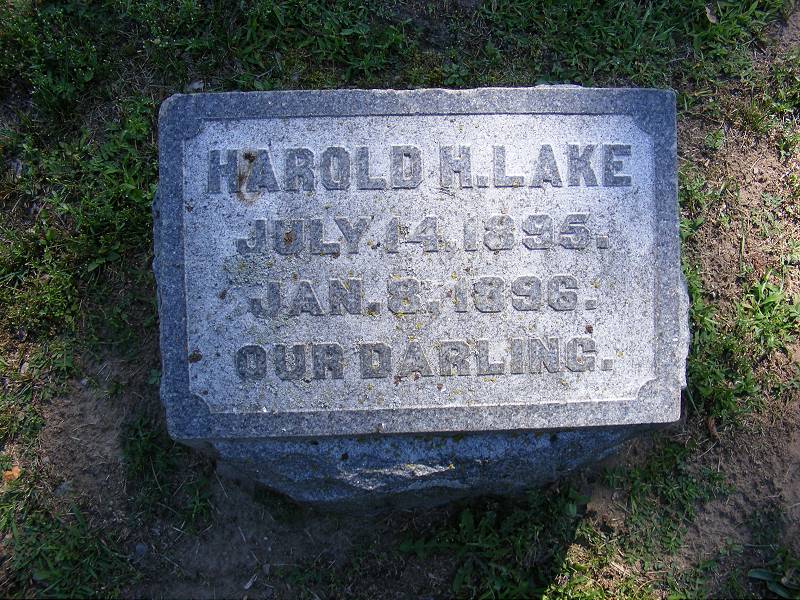 HAROLD H. LAKE
JULY. 14. 1895.
JAN. 8. 1896.
OUR DARLING.